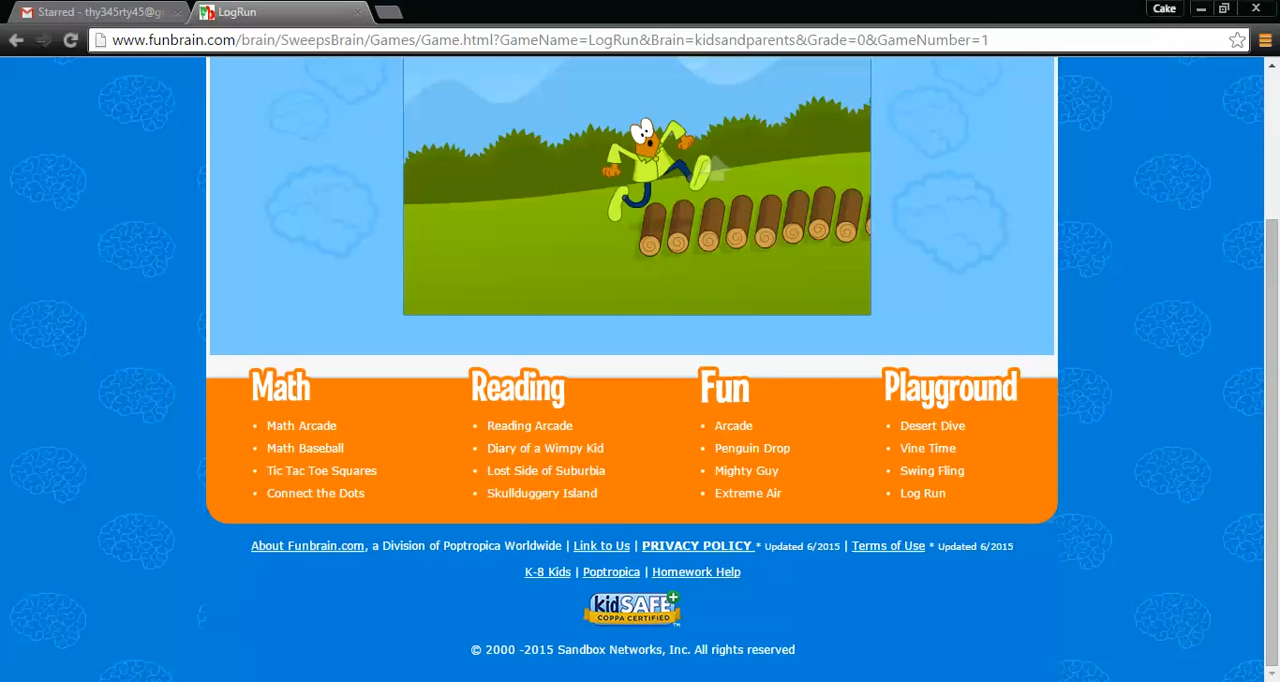 Starred - thy345rty45@g
LogRun
Cake
www.funbrain.com/brain/SweepsBrain/Games/Game.html?GameName=LogRun&Brain=kidsandparents&Grade=0&GameNumber=1
Math
Reading
Fun
Playground
• Math Arcade
• Reading Arcade
• Arcade
• Desert Dive
• Math Baseball
• Diary of a Wimpy Kid
• Penguin Drop
• Vine Time
• Tic Tac Toe Squares
• Lost Side of Suburbia
• Mighty Guy
• Swing Fling
• Connect the Dots
• Skullduggery Island
• Extreme Air
• Log Run
About Funbrain.com, a Division of Poptropica Worldwide | Link to Us | PRIVACY POLICY * Updated 6/2015 | Terms of Use * Updated 6/2015
K-8 Kids | Poptropica | Homework Help
kidSAFE+
COPPA CERTIFIED™
© 2000 -2015 Sandbox Networks, Inc. All rights reserved